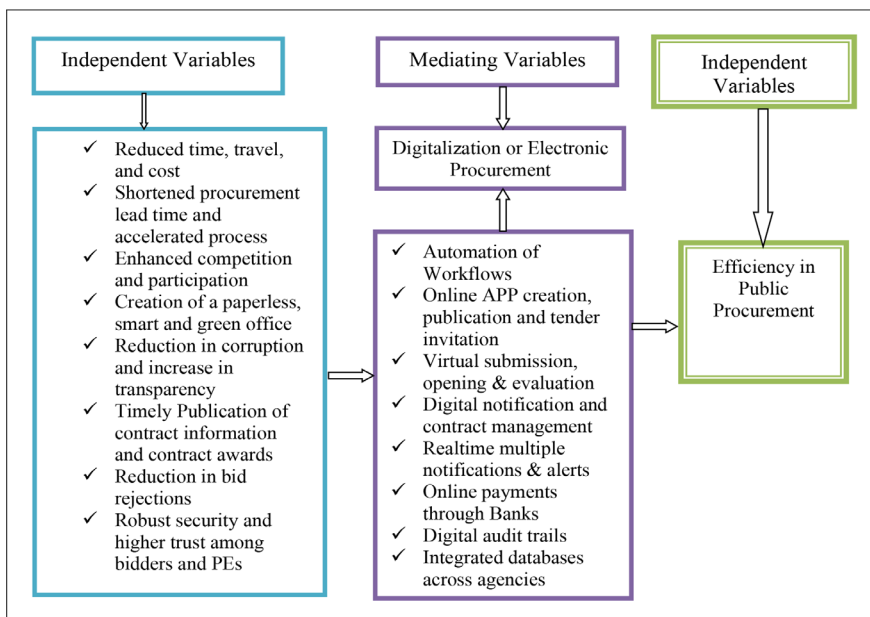 Independent Variables
✓ Reduced time, travel,
and cost
✓ Shortened procurement
lead time and
accelerated process
✓ Enhanced competition
and participation
✓ Creation of a paperless,
smart and green office
✓ Reduction in corruption
and increase in
transparency
✓ Timely Publication of
contract information
and contract awards
✓ Reduction in bid
rejections
✓ Robust security and
higher trust among
bidders and PEs
Mediating Variables
Digitalization or Electronic
Procurement
✓ Automation of
Workflows
✓ Online APP creation,
publication and tender
invitation
✓ Virtual submission,
opening & evaluation
✓ Digital notification and
contract management
✓ Realtime multiple
notifications & alerts
✓ Online payments
through Banks
✓ Digital audit trails
✓ Integrated databases
across agencies
Independent
Variables
Efficiency in
Public
Procurement